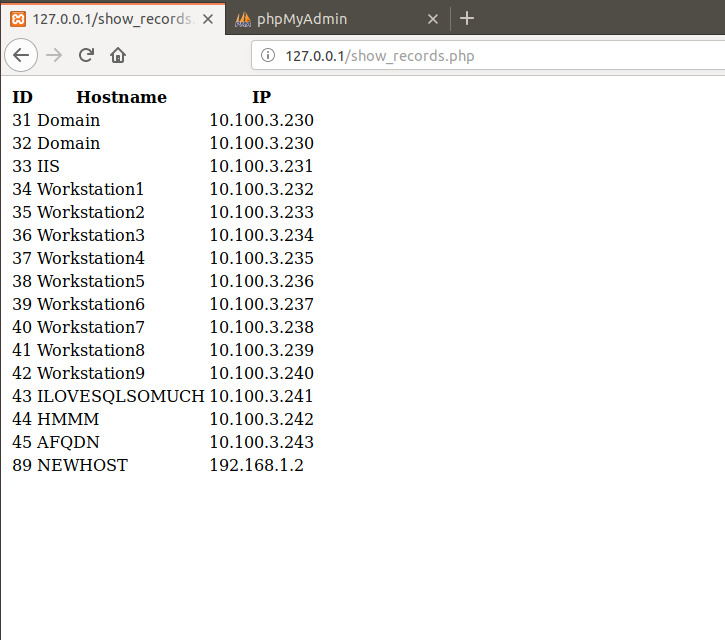 127.0.0.1/show_records.
phpMyAdmin
127.0.0.1/show_records.php
ID Hostname IP
31 Domain 10.100.3.230
32 Domain 10.100.3.230
33 IIS 10.100.3.231
34 Workstation1 10.100.3.232
35 Workstation2 10.100.3.233
36 Workstation3 10.100.3.234
37 Workstation4 10.100.3.235
38 Workstation5 10.100.3.236
39 Workstation6 10.100.3.237
40 Workstation7 10.100.3.238
41 Workstation8 10.100.3.239
42 Workstation9 10.100.3.240
43 ILOVESQLSOMUCH 10.100.3.241
44 HMMM 10.100.3.242
45 AFQDN 10.100.3.243
89 NEWHOST 192.168.1.2